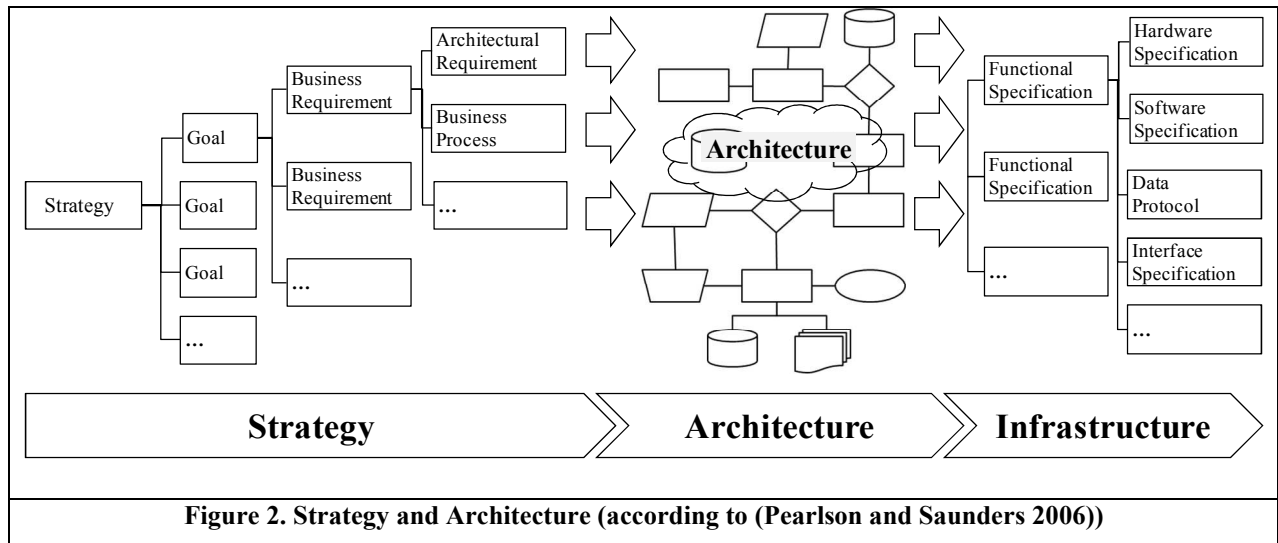 Strategy
Goal
Goal
Goal
...
Business
Requirement
Business
Requirement
...
Architectural
Requirement
Business
Process
...
Architecture
Functional
Specification
Functional
Specification
...
Hardware
Specification
Software
Specification
Data
Protocol
Interface
Specification
...
Strategy
Architecture
Infrastructure
Figure 2. Strategy and Architecture (according to (Pearlson and Saunders 2006))